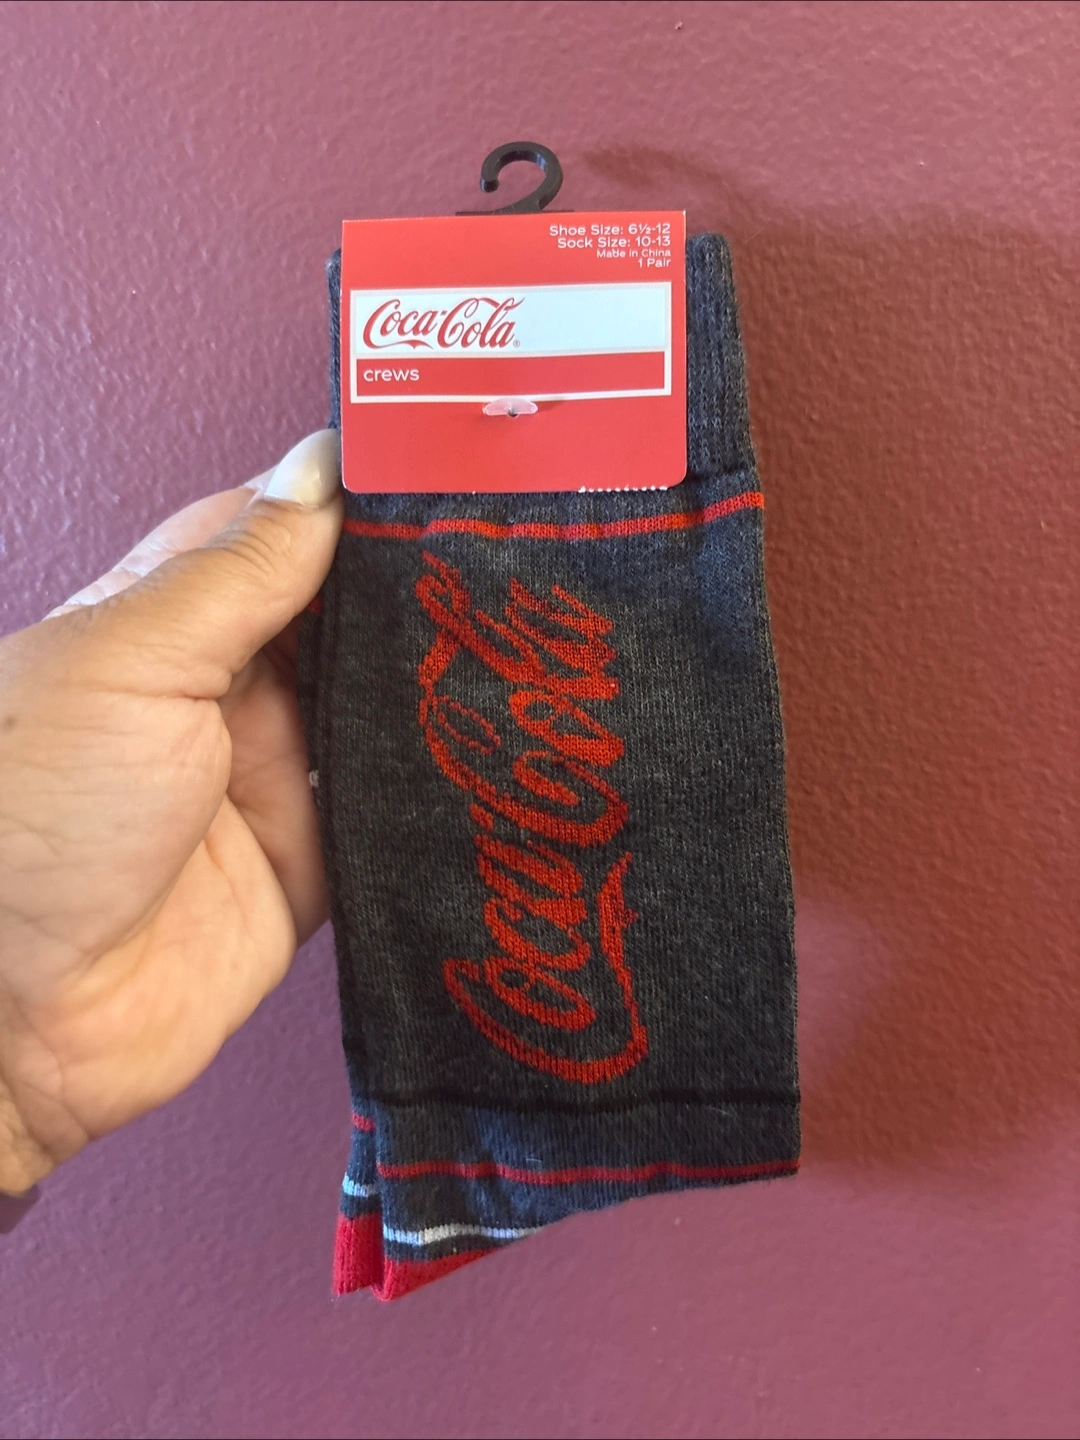 Shoe Size: 6½-12
Sock Size: 10-13
Made in China
1 Pair
Coca-Cola®
crews
Coca-Cola